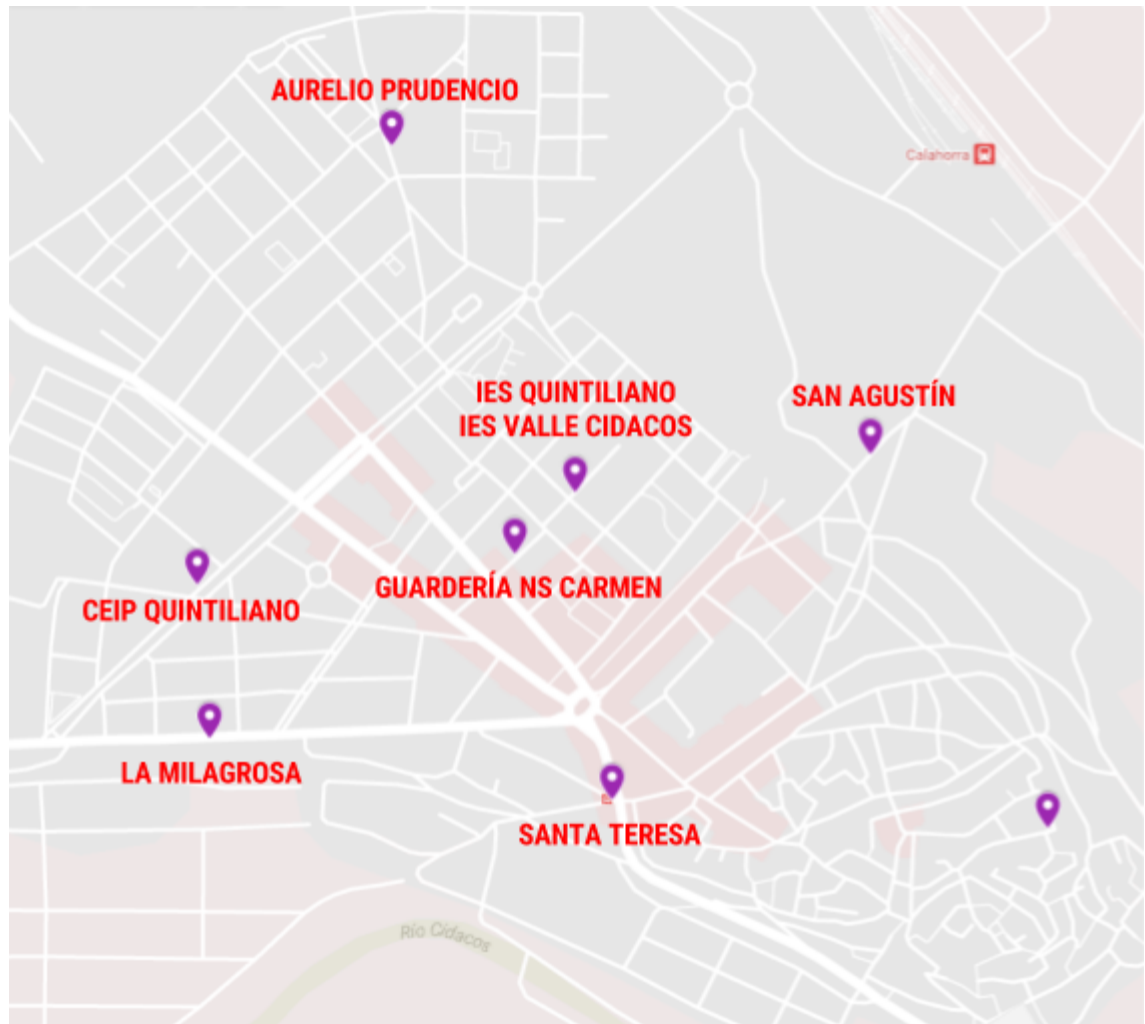 AURELIO PRUDENCIO
Calahorra
IES QUINTILIANO
IES VALLE CIDACOS
SAN AGUSTÍN
GUARDERÍA NS CARMEN
CEIP QUINTILIANO
LA MILAGROSA
SANTA TERESA
Río Cidacos